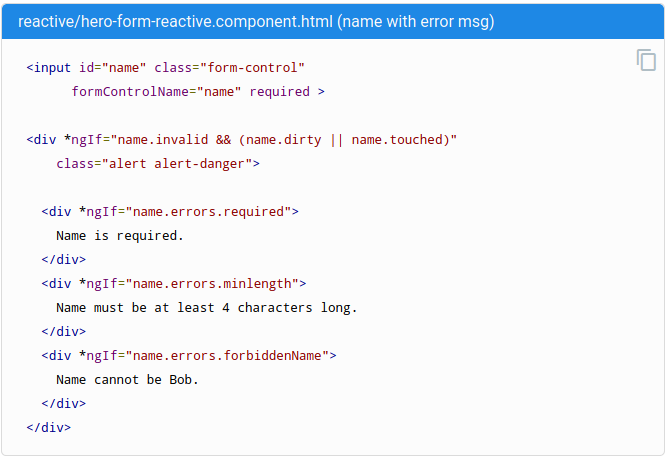 reactive/hero-form-reactive.component.html (name with error msg)
<input id="name" class="form-control"
      formControlName="name" required >
<div *ngIf="name.invalid && (name.dirty || name.touched)"
    class="alert alert-danger">
  <div *ngIf="name.errors.required">
    Name is required.
  </div>
  <div *ngIf="name.errors.minlength">
    Name must be at least 4 characters long.
  </div>
  <div *ngIf="name.errors.forbiddenName">
    Name cannot be Bob.
  </div>
</div>